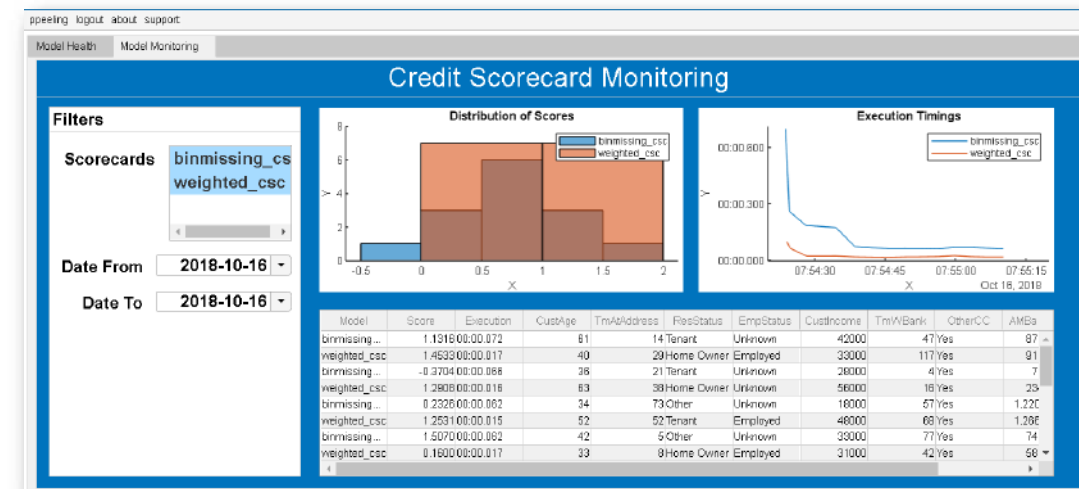 ppeeling logout about support
Model Health Model Monitoring
Credit Scorecard Monitoring
Filters
Scorecards
binmissing_cs
weighted_csc
Date From 2018-10-16
Date To 2018-10-16
Distribution of Scores
binmissing_csc
weighted_csc
Y
8
6
4
2
0
-0.5 0 0.5 1 1.5 2
X
Execution Timings
binmissing_csc
weighted_csc
Y
00:00.600
00:00.300
00:00.000
07:54:30 07:54:45 07:55:00 07:55:15
X
Oct 16, 2018
Model Score Execution CustAge TmAtAddress ResStatus EmpStatus CustIncome TmWBank OtherCC AMBa
binmissing... 1.1316 00:00.072 61 14 Tenant Unknown 42000 47 Yes 87
weighted_csc 1.4533 00:00.017 40 29 Home Owner Employed 33000 117 Yes 91
binmissing... -0.3704 00:00.066 36 21 Tenant Unknown 28000 4 Yes 7
weighted_csc 1.2908 00:00.016 63 38 Home Owner Unknown 56000 16 Yes 23
binmissing... 0.2326 00:00.062 34 73 Other Unknown 18000 57 Yes 1.22
weighted_csc 1.2531 00:00.015 52 52 Tenant Employed 48000 68 Yes 1.26
binmissing... 1.5070 00:00.062 42 5 Other Unknown 33000 77 Yes 74
weighted_csc 0.1600 00:00.017 33 8 Home Owner Employed 31000 42 Yes 58